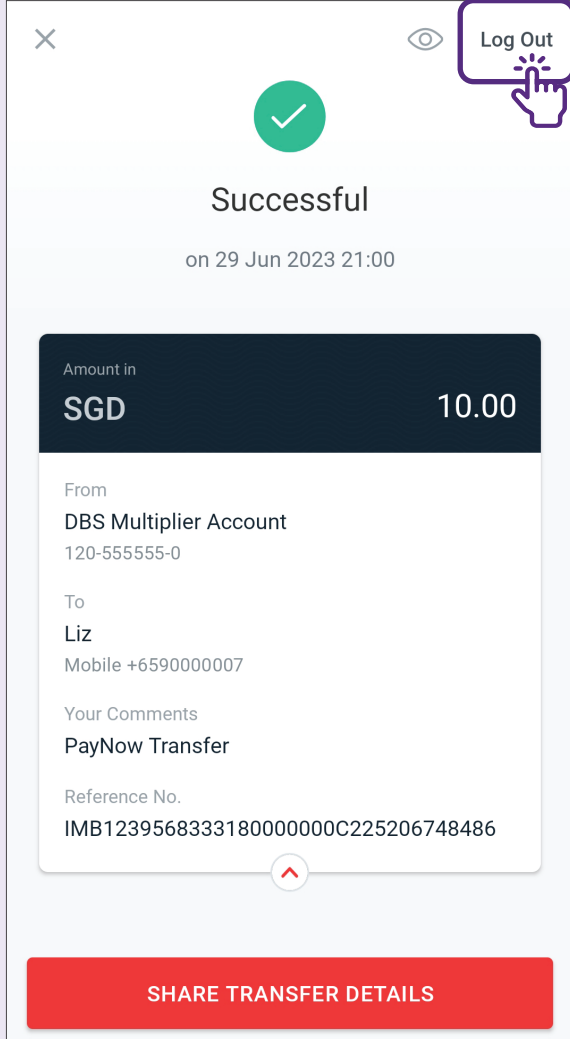 Log Out
Successful
on 29 Jun 2023 21:00
Amount in
SGD 10.00
From
DBS Multiplier Account
120-555555-0
To
Liz
Mobile +6590000007
Your Comments
PayNow Transfer
Reference No.
IMB1239568333180000000C225206748486
SHARE TRANSFER DETAILS